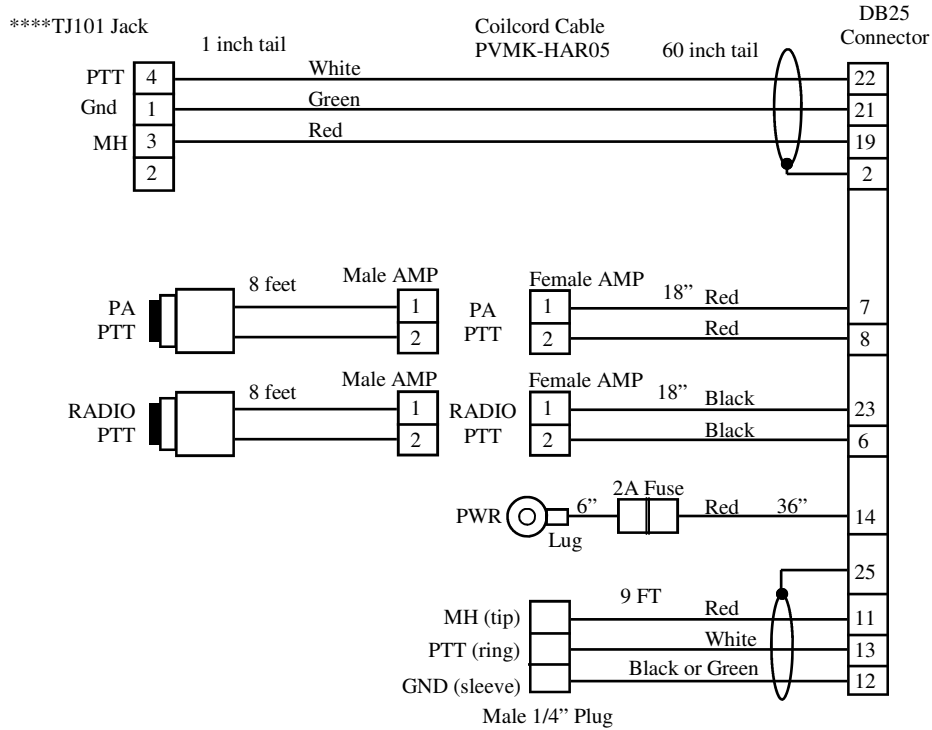 ****TJ101 Jack
1 inch tail
Coilcord Cable
PVMK-HAR05
60 inch tail
DB25
Connector
PTT 4 White 22
Gnd 1 Green 21
MH 3 Red 19
2 2
PA
PTT
8 feet
Male AMP
1
2
PA
PTT
Female AMP
1
2
18” Red 7
Red 8
RADIO
PTT
8 feet
Male AMP
1
2
RADIO
PTT
Female AMP
1
2
18” Black 23
Black 6
PWR
Lug
6”
2A Fuse
Red 36” 14
25
9 FT
MH (tip) Red 11
PTT (ring) White 13
GND (sleeve) Black or Green 12
Male 1/4” Plug